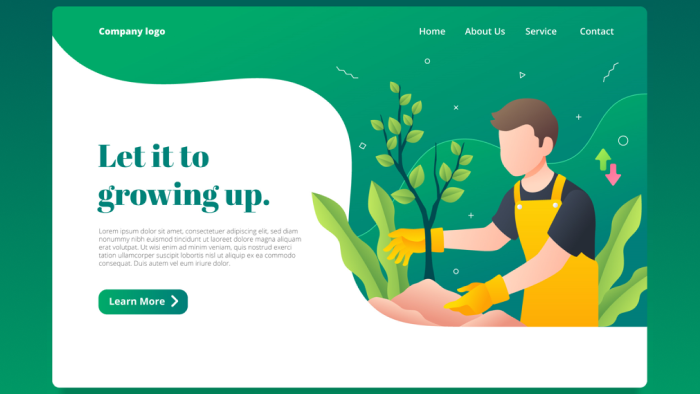 Company logo
Home About Us Service Contact
Let it to
growing up.
Lorem ipsum dolor sit amet, consectetuer adipiscing elit, sed diam
nonummy nibh euismod tincidunt ut laoreet dolore magna aliquam
erat volutpat. Ut wisi enim ad minim veniam, quis nostrud exerci
tation ullamcorper suscipit lobortis nisl ut aliquip ex ea commodo
consequat. Duis autem vel eum iriure dolor.
Learn More